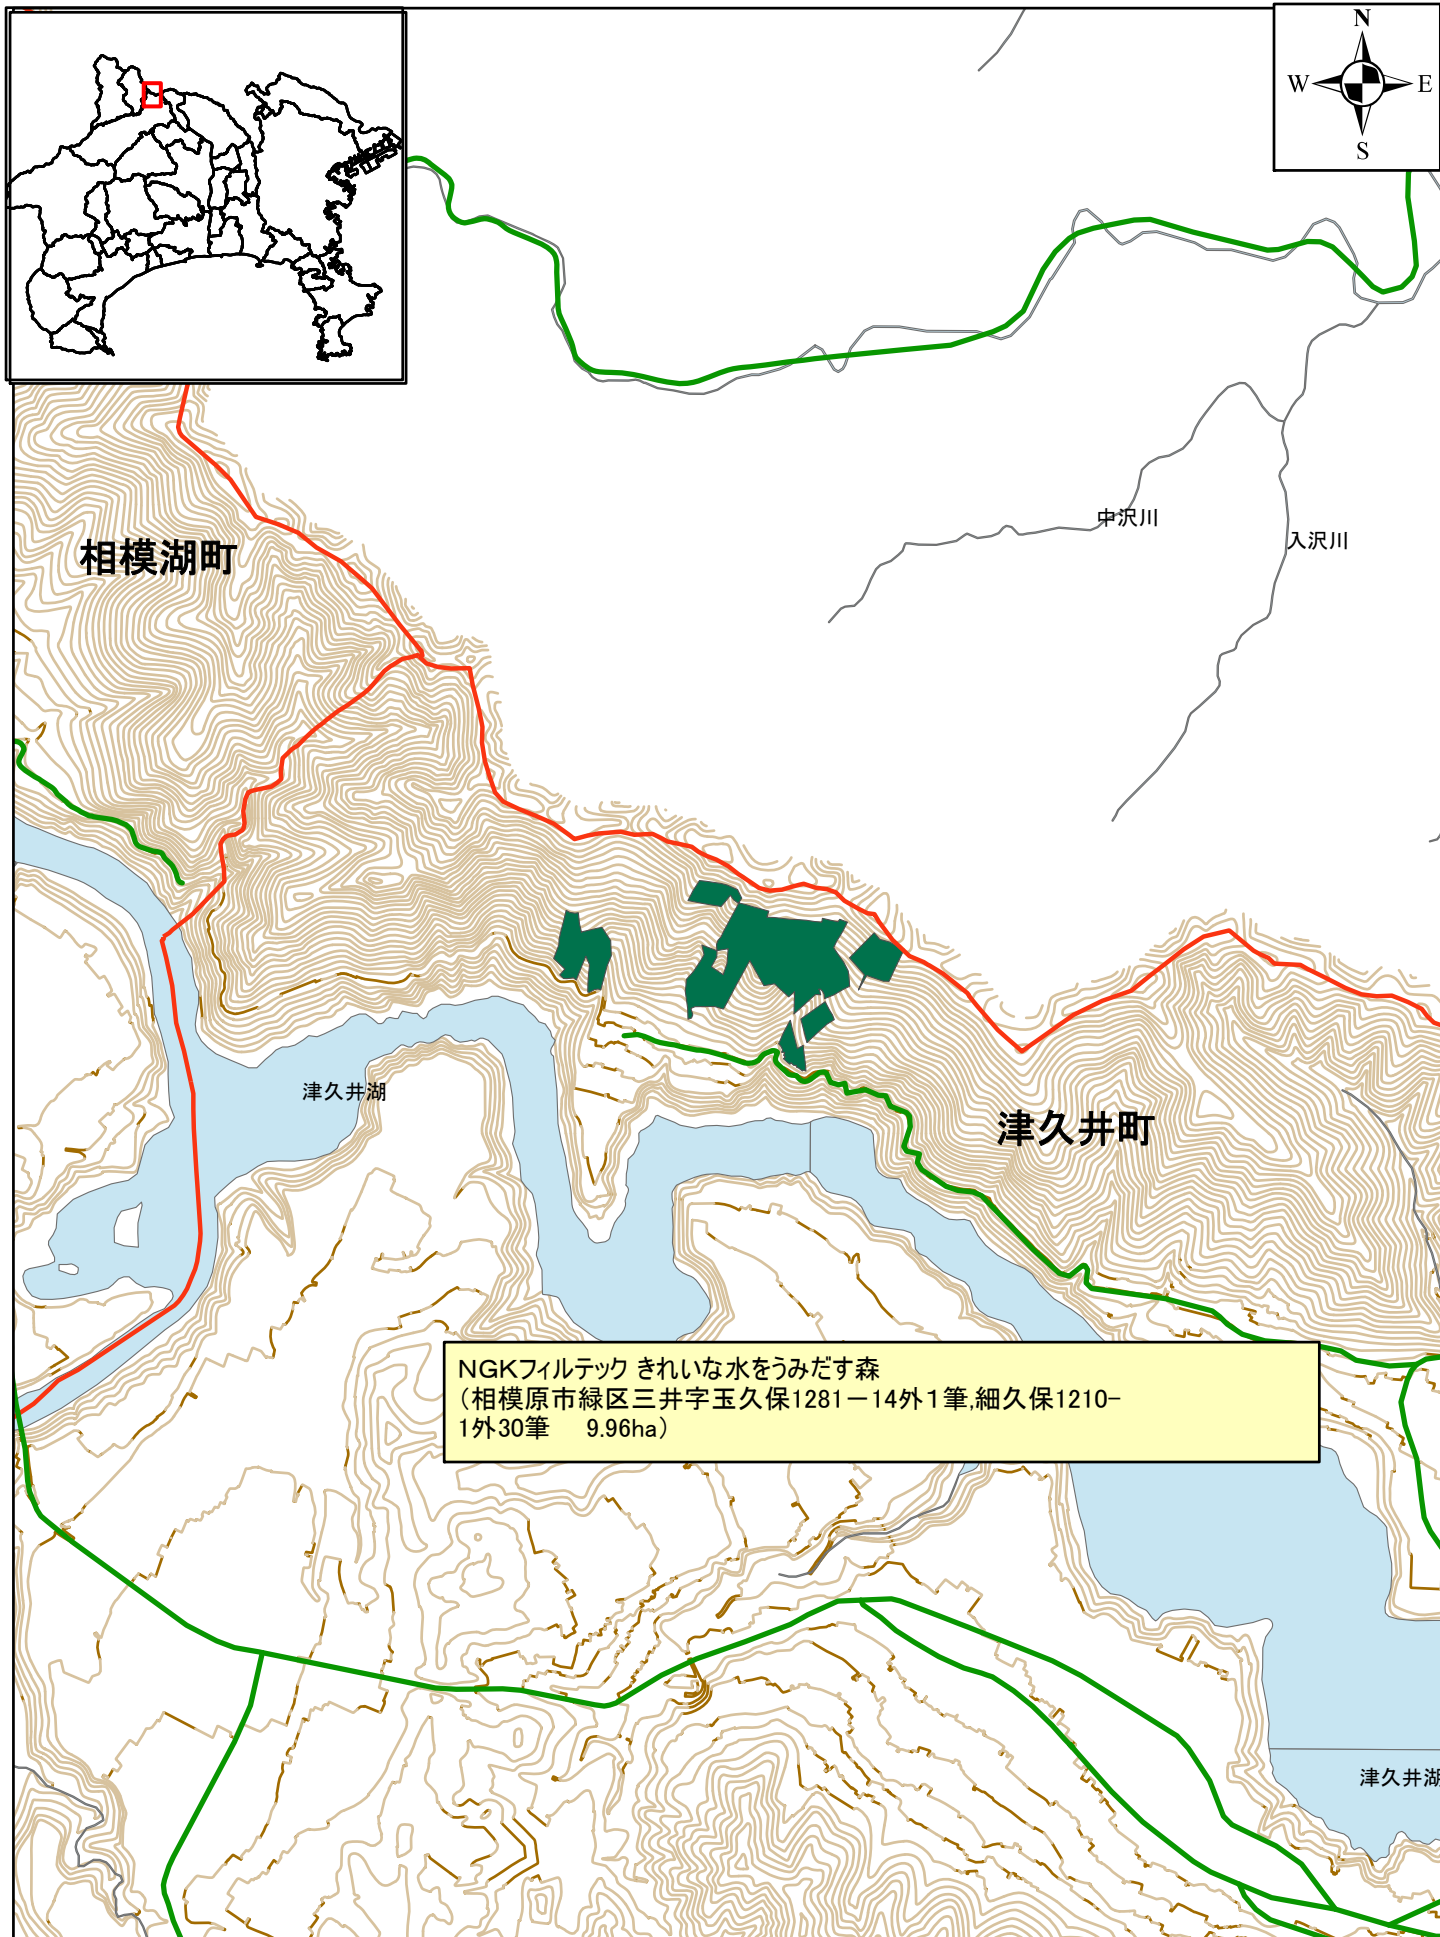 N
W
E
S
中沢川
入沢川
相模湖町
津久井湖
津久井町
NGKフィルテック きれいな水をうみだす森
（相模原市緑区三井字玉久保1281－14外１筆,細久保1210-
1外30筆　 9.96ha）
津久井湖